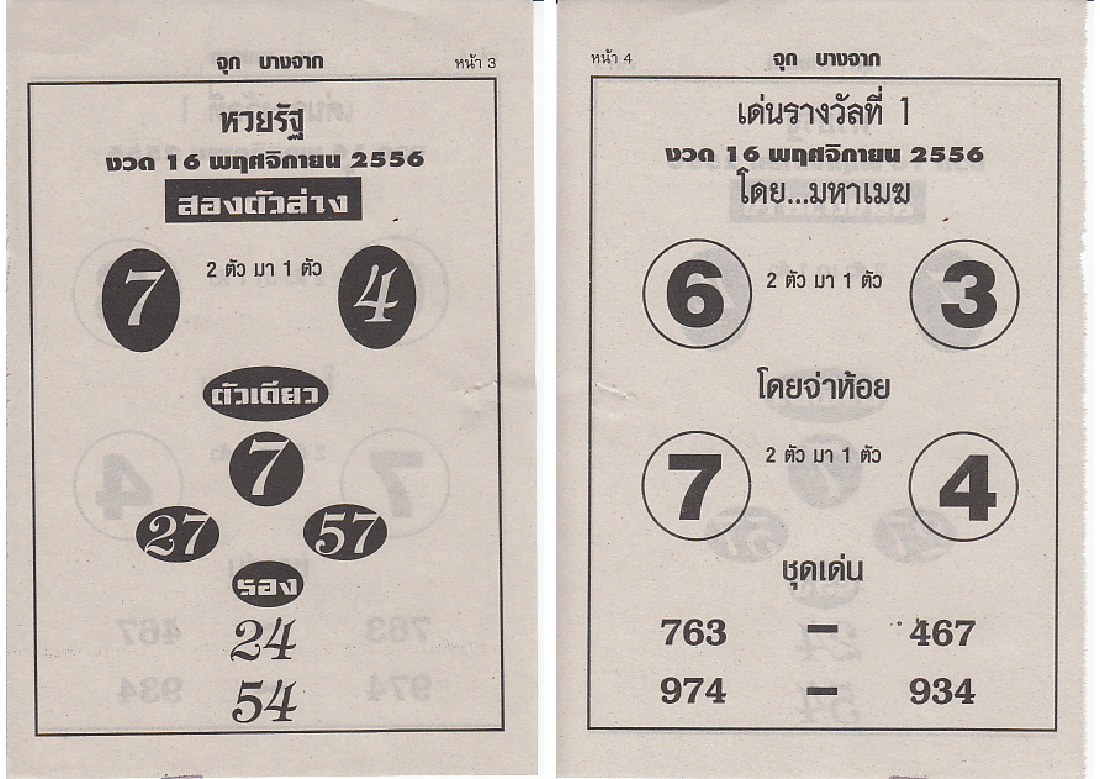 จุก บางจาก
หน้า 3
หวยรัฐ
งวด 16 พฤศจิกายน 2556
สองตัวล่าง
7 2 ตัว มา 1 ตัว 4
ตัวเดียว
7
27 57
รอง
24
54
หน้า 4
จุก บางจาก
เด่นรางวัลที่ 1
งวด 16 พฤศจิกายน 2556
โดย...มหาเมฆ
6 2 ตัว มา 1 ตัว 3
โดยจ่าห้อย
7 2 ตัว มา 1 ตัว 4
ชุดเด่น
763 – 467
974 – 934